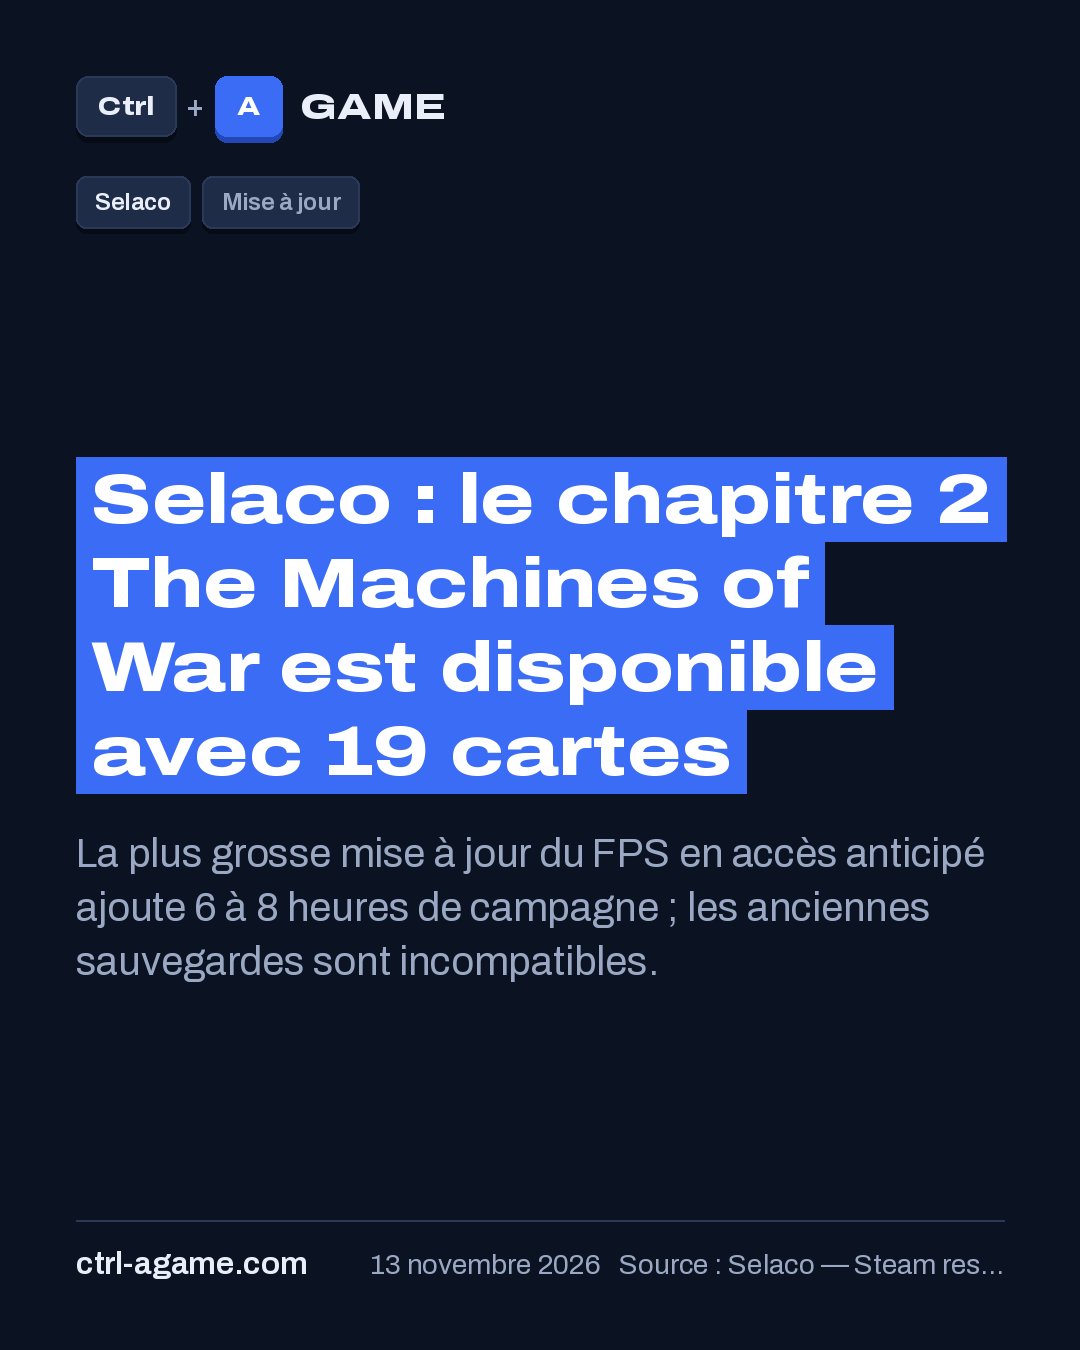 Ctrl + A GAME
Selaco Mise à jour
Selaco : le chapitre 2
The Machines of
War est disponible
avec 19 cartes
La plus grosse mise à jour du FPS en accès anticipé
ajoute 6 à 8 heures de campagne ; les anciennes
sauvegardes sont incompatibles.
ctrl-agame.com 13 novembre 2026 Source : Selaco — Steam res…